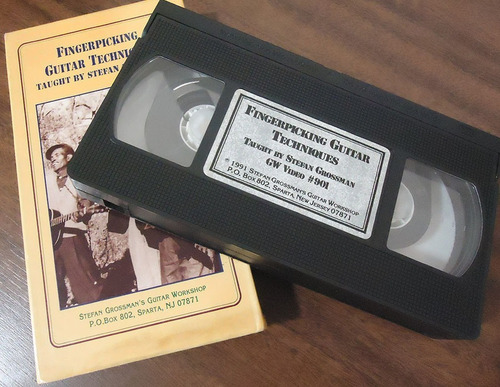 FINGERPICKING
GUITAR
TAUGHT BY STEFAN
STEFAN GROSSMAN'S GUITAR WORKSHOP
P.O.BOX 802, SPARTA, NJ 07871
FINGERPICKING GUITAR
TECHNIQUES
TAUGHT BY STEFAN GROSSMAN
GW VIDEO #901
© 1991 STEFAN GROSSMAN'S GUITAR WORKSHOP
P.O. BOX 802, SPARTA, NEW JERSEY 07871